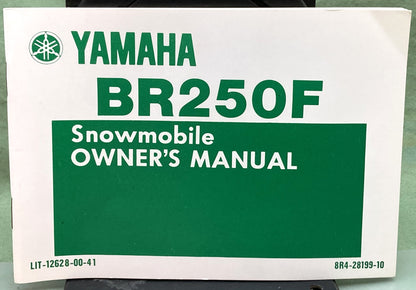 YAMAHA
BR250F
Snowmobile
OWNER'S MANUAL
LIT-12628-00-41 8R4-28199-10